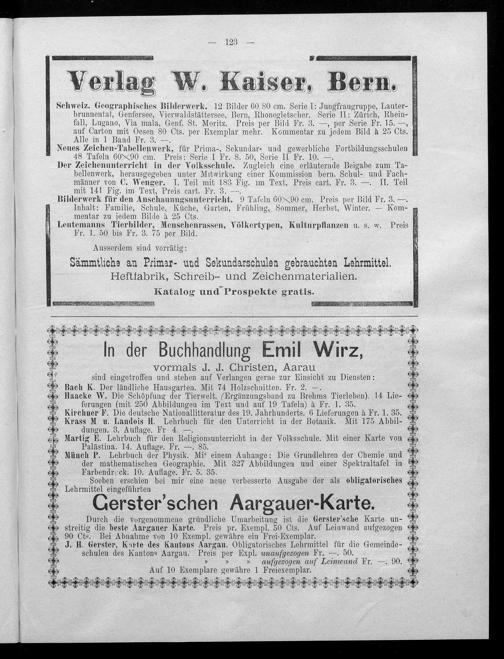 — 123 —
Verlag W. Kaiser, Bern.
Schweiz. Geographisches Bilderwerk. 12 Bilder 60 80 cm. Serie I: Jungfraugruppe, Lauter-
brunnental, Genfersee, Vierwaldstättersee, Bern, Rhonegletscher. Serie II: Zürich, Rhein-
fall, Lugano, Via mala, Genf. St. Moritz. Preis per Bild Fr. 3. —, per Serie Fr. 15. —,
auf Carton mit Oesen 80 Cts. per Exemplar mehr. Kommentar zu jedem Bild à 25 Cts.
Alle in 1 Band Fr. 3. —.
Neues Zeichen-Tabellenwerk, für Prima-, Sekundar- und gewerbliche Fortbildungsschulen
48 Tafeln 60×90 cm. Preis: Serie I Fr. 8. 50, Serie II Fr. 10. —.
Der Zeichenunterricht in der Volksschule. Zugleich eine erläuternde Beigabe zum Ta-
bellenwerk, herausgegeben unter Mitwirkung einer Kommission bern. Schul- und Fach-
männer von C. Wenger. I. Teil mit 183 Fig. im Text, Preis cart. Fr. 3. —. II. Teil
mit 141 Fig. im Text, Preis cart. Fr. 3. —.
Bilderwerk für den Anschauungsunterricht. 9 Tafeln 60×90 cm. Preis per Bild Fr. 3. —.
Inhalt: Familie, Schule, Küche, Garten, Frühling, Sommer, Herbst, Winter. — Kom-
mentar zu jedem Bilde à 25 Cts.
Leutemanns Tierbilder, Menschenrassen, Völkertypen, Kulturpflanzen u. s. w. Preis
Fr. 1. 50 bis Fr. 3. 75 per Bild.
Ausserdem sind vorrätig:
Sämmtliche an Primar- und Sekundarschulen gebrauchten Lehrmittel.
Heftfabrik, Schreib- und Zeichenmaterialien.
Katalog und Prospekte gratis.
In der Buchhandlung Emil Wirz,
vormals J. J. Christen, Aarau
sind eingetroffen und stehen auf Verlangen gerne zur Einsicht zu Diensten:
Bach K. Der ländliche Hausgarten. Mit 74 Holzschnitten. Fr. 2. —.
Haacke W. Die Schöpfung der Tierwelt. (Ergänzungsband zu Brehms Tierleben). 14 Lie-
ferungen (mit 250 Abbildungen im Text und auf 19 Tafeln) à Fr. 1. 35.
Kirchner F. Die deutsche Nationallitteratur des 19. Jahrhunderts. 6 Lieferungen à Fr. 1. 35.
Krass M u. Landois H. Lehrbuch für den Unterricht in der Botanik. Mit 175 Abbil-
dungen. 3. Auflage. Fr 4. —.
Martig E. Lehrbuch für den Religionsunterricht in der Volksschule. Mit einer Karte von
Palästina. 14. Auflage. Fr. —. 85.
Münch P. Lehrbuch der Physik. Mit einem Anhange: Die Grundlehren der Chemie und
der mathematischen Geographie. Mit 327 Abbildungen und einer Spektraltafel in
Farbendruck. 10. Auflage. Fr. 5. 35.
Soeben erschien bei mir eine neue verbesserte Ausgabe der als obligatorisches
Lehrmittel eingeführten
Gerster'schen Aargauer-Karte.
Durch die vorgenommene gründliche Umarbeitung ist die Gerster'sche Karte un-
streitig die beste Aargauer Karte. Preis pr. Exempl. 50 Cts. Auf Leinwand aufgezogen
90 Cts. Bei Abnahme von 10 Exempl. gewähre ein Frei-Exemplar.
J. H. Gerster, Karte des Kantons Aargau. Obligatorisches Lehrmittel für die Gemeinde-
schulen des Kantons Aargau. Preis per Expl. unaufgezogen Fr. —. 50.
» » » aufgezogen auf Leinwand Fr. —. 90.
Auf 10 Exemplare gewähre 1 Freiexemplar.